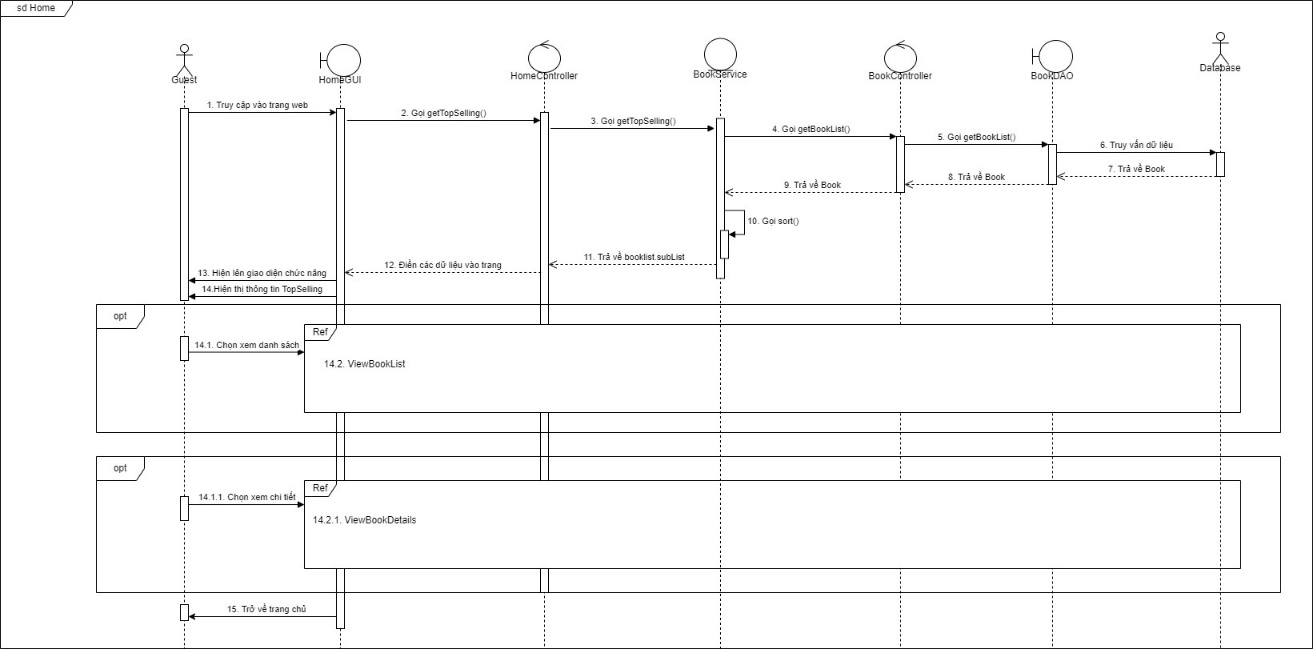 sd Home
Guest
HomeGUI
HomeController
BookService
BookController
BookDAO
Database
1. Truy cập vào trang web
2. Gọi getTopSelling()
3. Gọi getTopSelling()
4. Gọi getBookList()
5. Gọi getBookList()
6. Truy vấn dữ liệu
7. Trả về Book
8. Trả về Book
9. Trả về Book
10. Gọi sort()
11. Trả về booklist.subList
12. Điền các dữ liệu vào trang
13. Hiện lên giao diện chức năng
14.Hiện thị thông tin TopSelling
opt
Ref
14.1. Chọn xem danh sách
14.2. ViewBookList
opt
Ref
14.1.1. Chọn xem chi tiết
14.2.1. ViewBookDetails
15. Trở về trang chủ